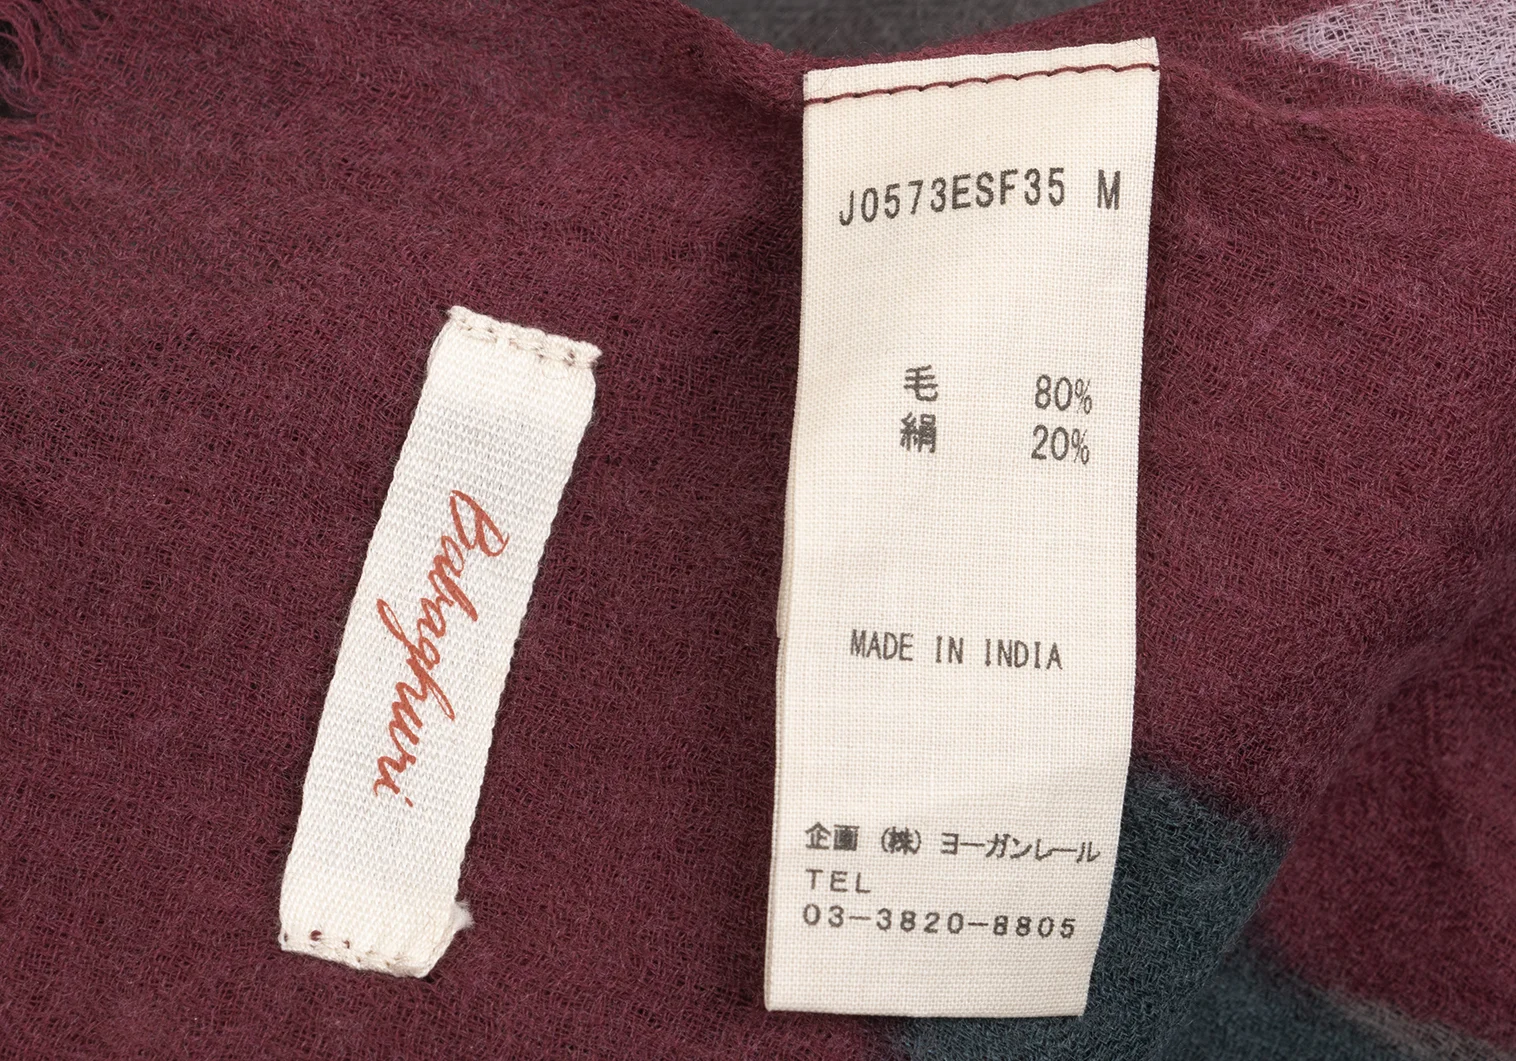 Babaghuri
J0573ESF35 M
毛 80%
絹 20%
MADE IN INDIA
企画 (株) ヨーガンレール
TEL
03-3820-8805